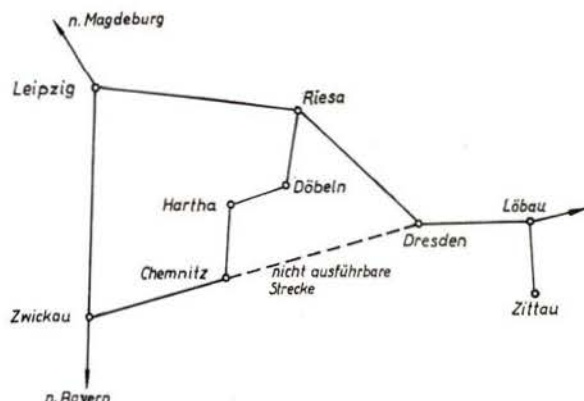 n. Magdeburg
Leipzig
Riesa
Hartha
Döbeln
Löbau
Dresden
Chemnitz
nicht ausführbare
Strecke
Zwickau
Zittau
n. Bayern